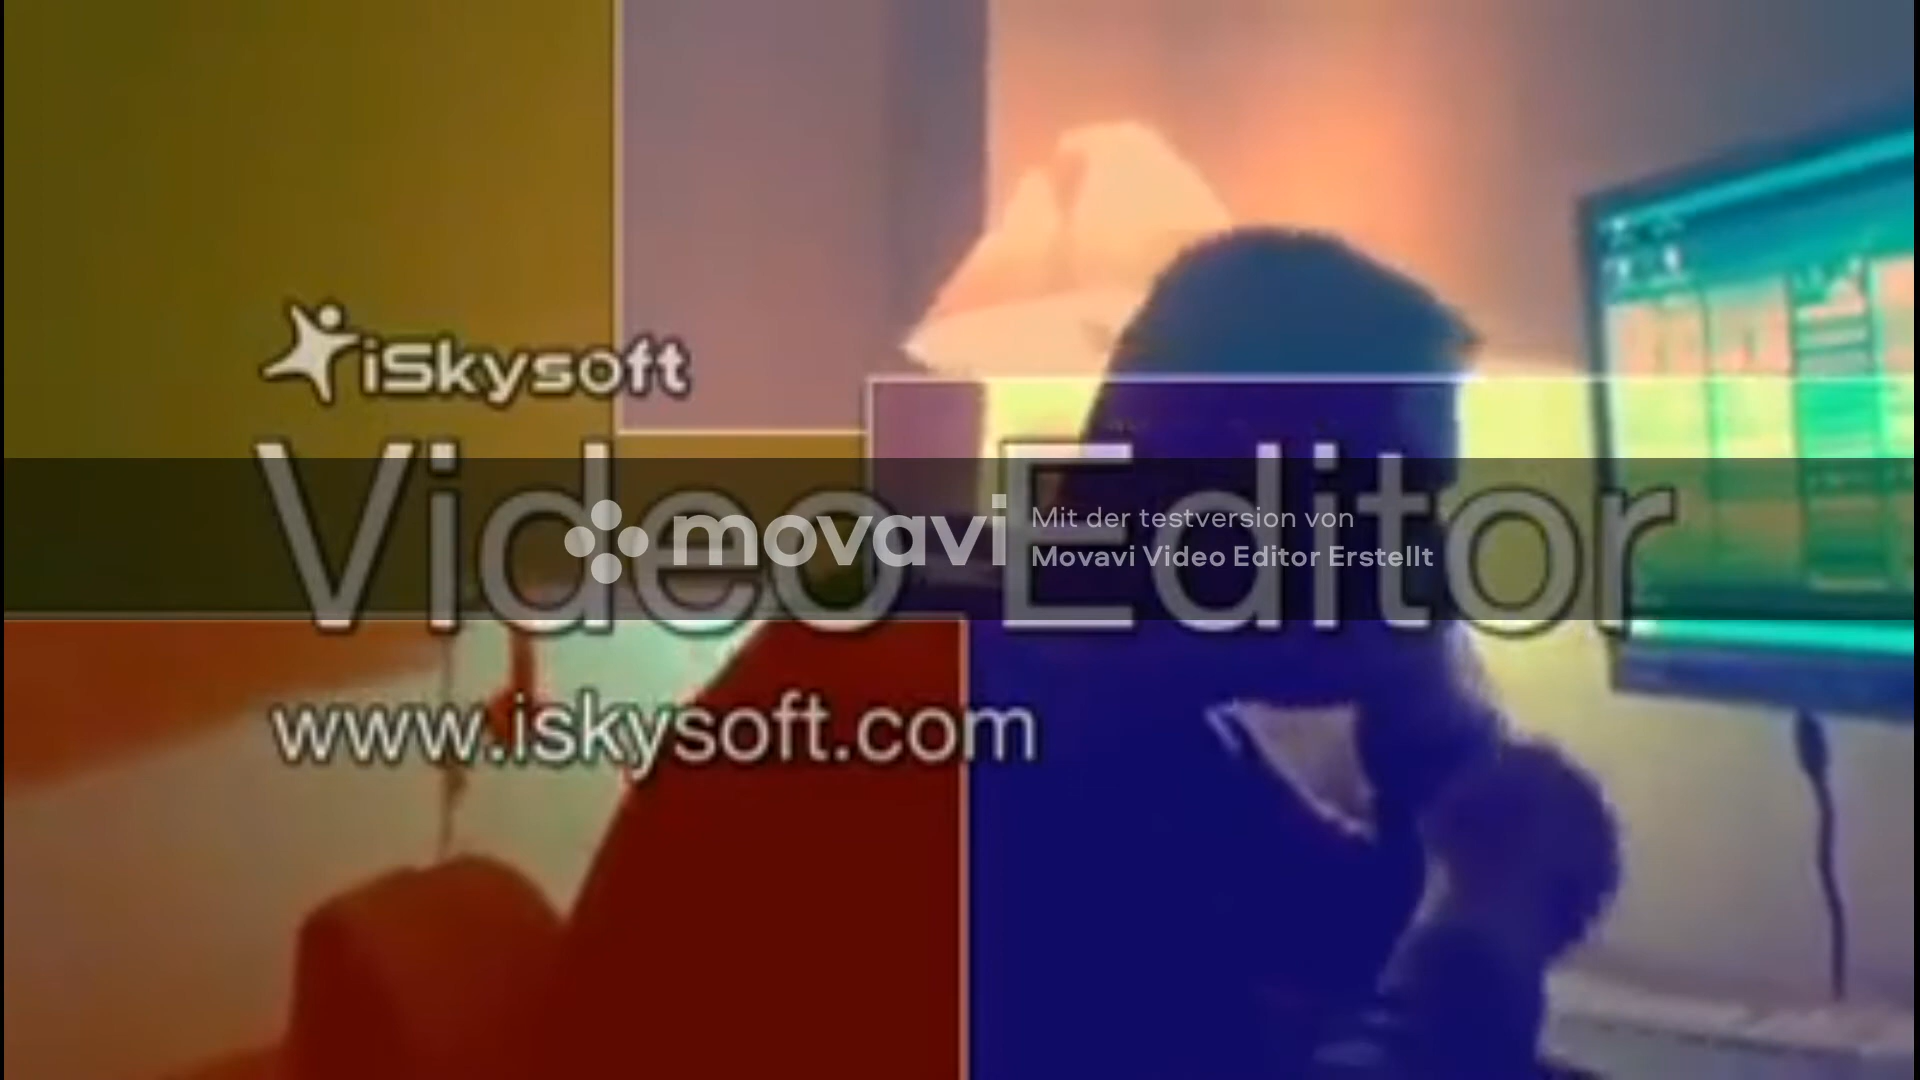 iSkysoft
Video Editor
movavi
Mit der testversion von
Movavi Video Editor Erstellt
www.iskysoft.com